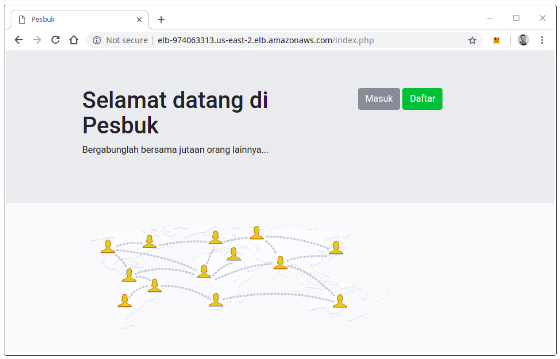 Pesbuk
Not secure | elb-974063313.us-east-2.elb.amazonaws.com/index.php
Selamat datang di
Pesbuk
Masuk
Daftar
Bergabunglah bersama jutaan orang lainnya...